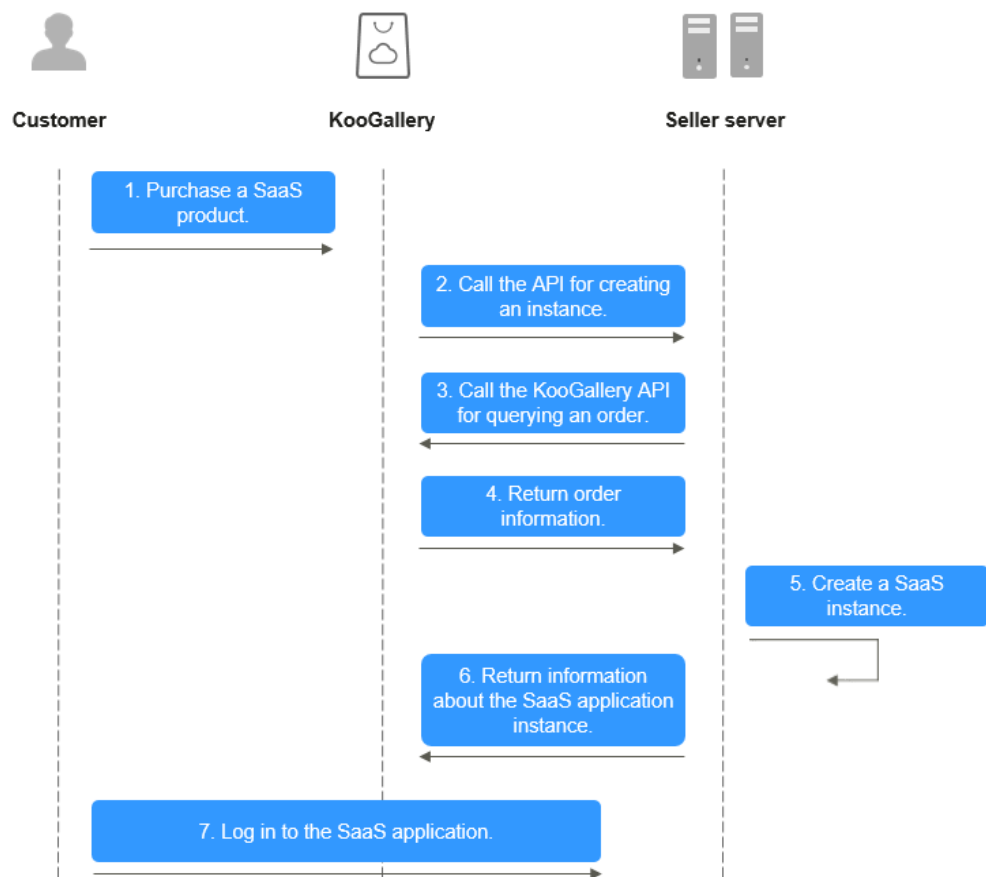 Customer
KooGallery
Seller server
1. Purchase a SaaS
product.
2. Call the API for creating
an instance.
3. Call the KooGallery API
for querying an order.
4. Return order
information.
5. Create a SaaS
instance.
6. Return information
about the SaaS application
instance.
7. Log in to the SaaS application.